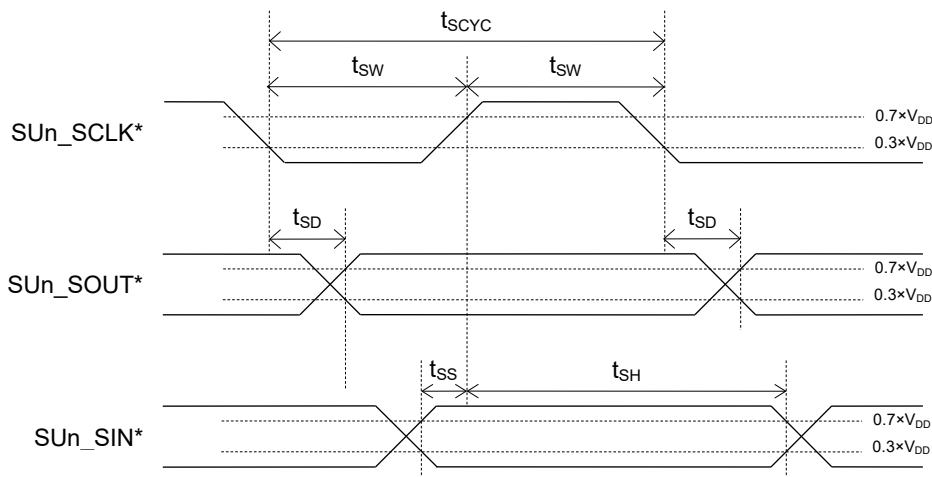 tSCYC
tSW tSW
SUn_SCLK*
0.7×VDD
0.3×VDD
tSD tSD
SUn_SOUT*
0.7×VDD
0.3×VDD
tSS tSH
SUn_SIN*
0.7×VDD
0.3×VDD